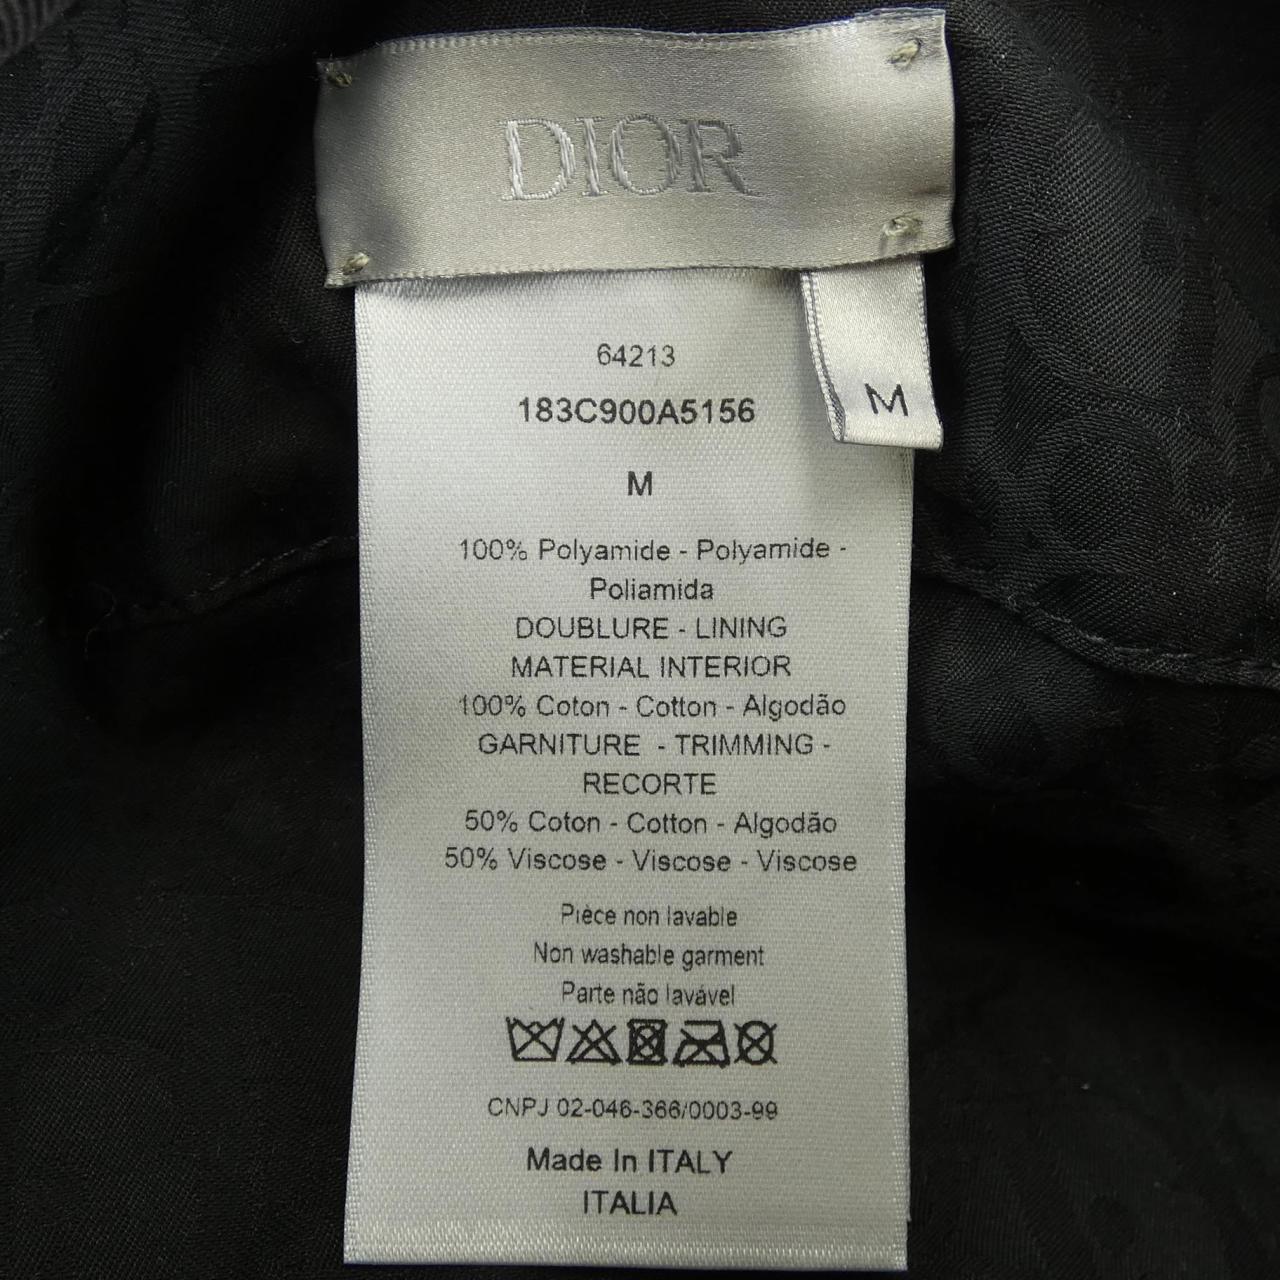 DIOR
M
64213
183C900A5156
M
100% Polyamide - Polyamide -
Poliamida
DOUBLURE - LINING
MATERIAL INTERIOR
100% Coton - Cotton - Algodão
GARNITURE - TRIMMING -
RECORTE
50% Coton - Cotton - Algodão
50% Viscose - Viscose - Viscose
Pièce non lavable
Non washable garment
Parte não lavável
CNPJ 02-046-366/0003-99
Made In ITALY
ITALIA